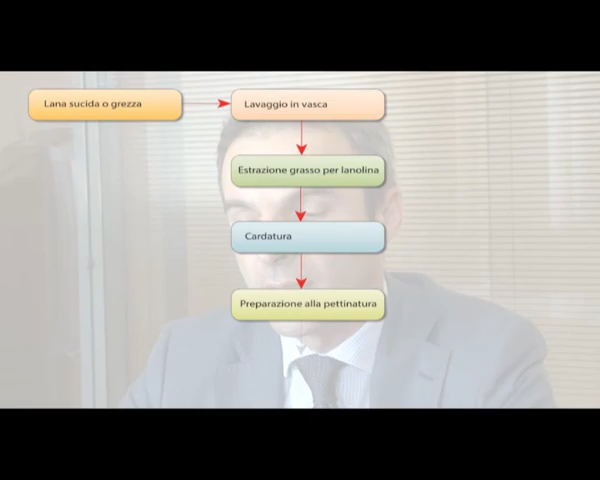 Lana sucida o grezza
Lavaggio in vasca
Estrazione grasso per lanolina
Cardatura
Preparazione alla pettinatura